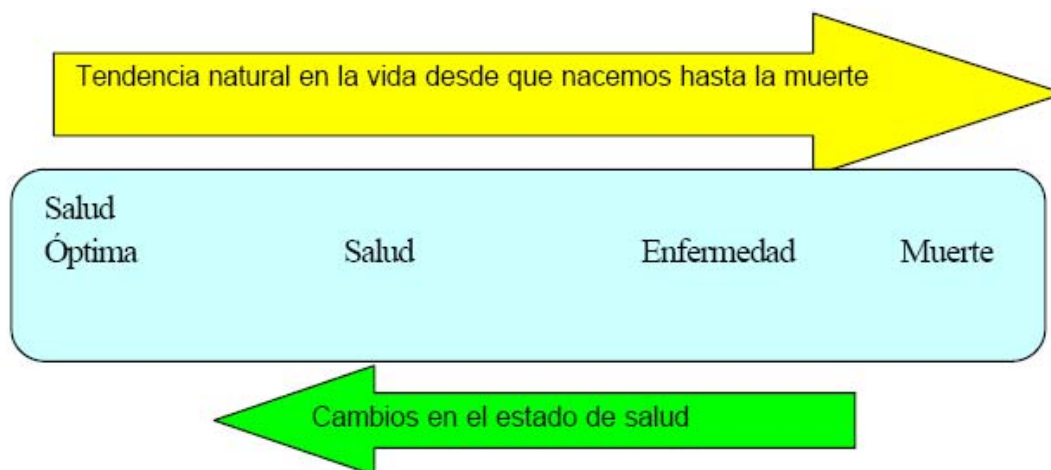 Tendencia natural en la vida desde que nacemos hasta la muerte
Salud
Óptima Salud Enfermedad Muerte
Cambios en el estado de salud